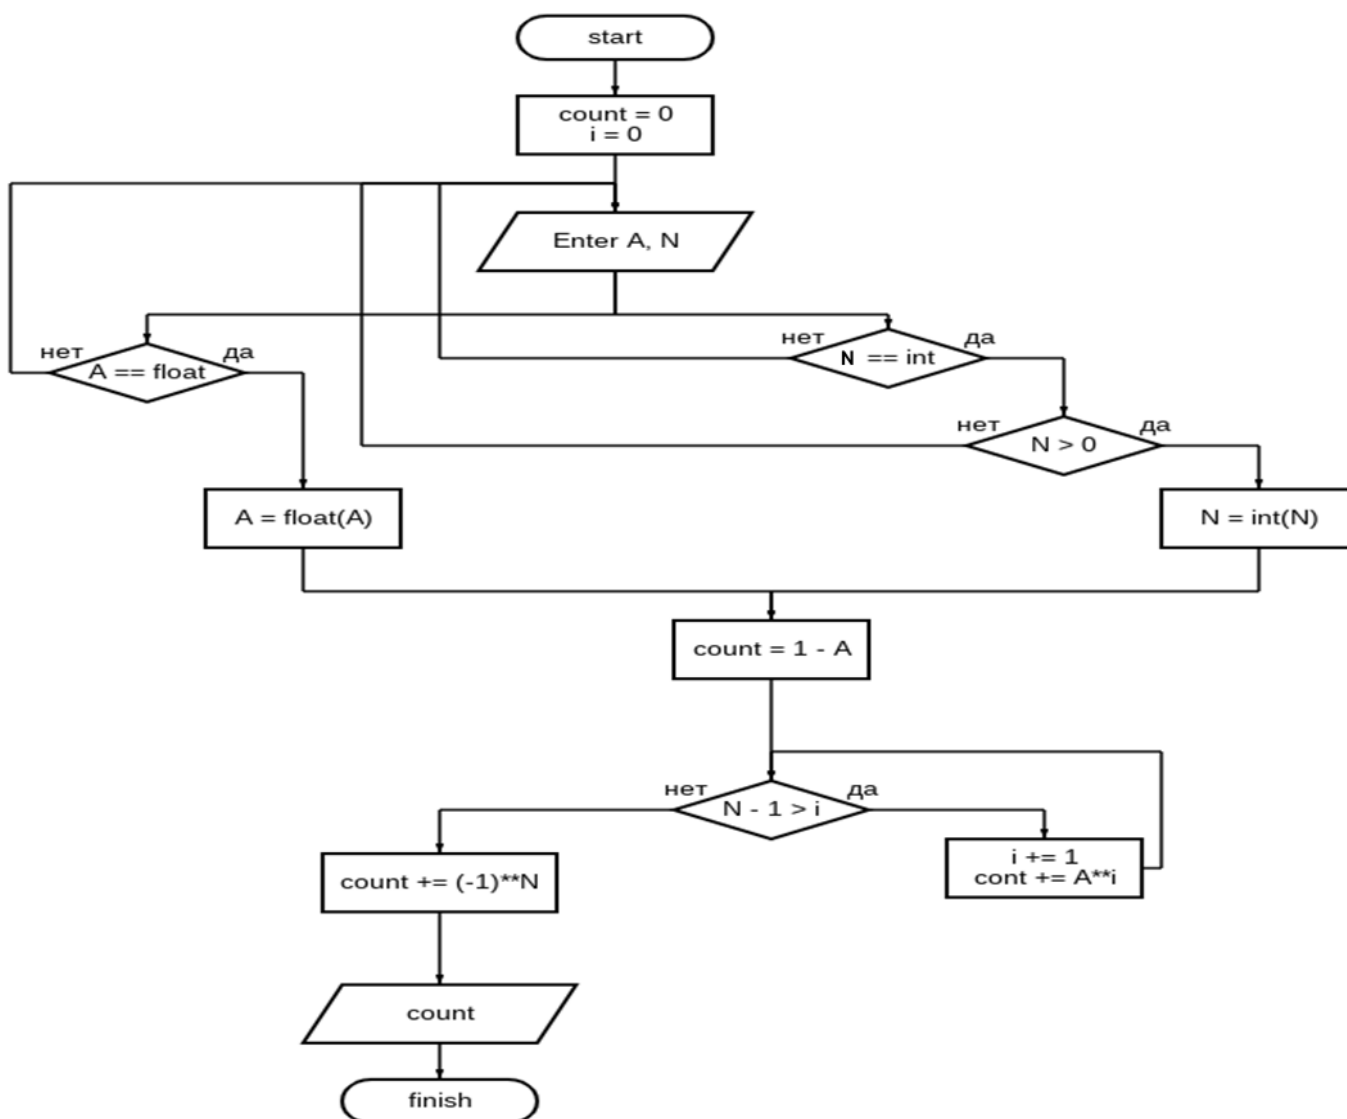 start
count = 0
i = 0
Enter A, N
нет
да
A == float
нет
да
N == int
нет
да
N > 0
A = float(A)
N = int(N)
count = 1 - A
нет
да
N - 1 > i
i += 1
cont += A**i
count += (-1)**N
count
finish